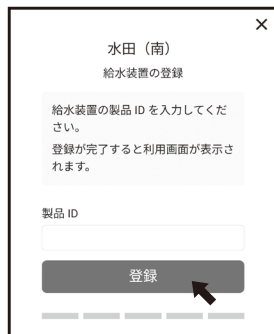 水田（南）
給水装置の登録
給水装置の製品 ID を入力してくだ
さい。
登録が完了すると利用画面が表示さ
れます。
製品 ID
登録